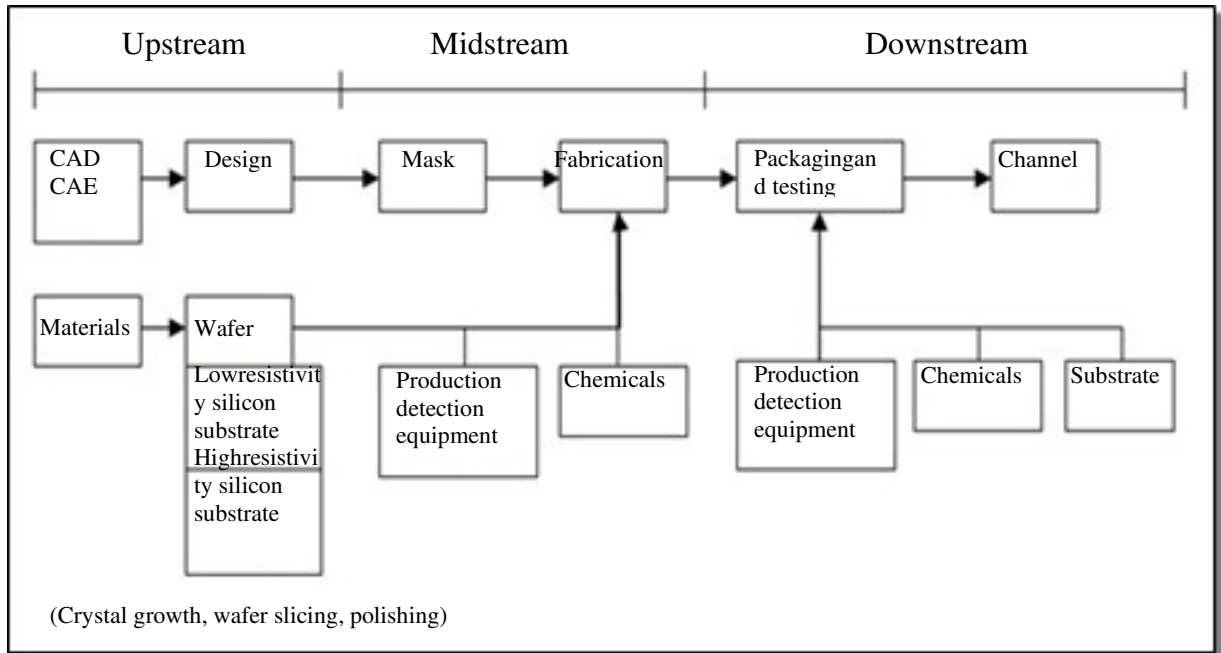 Upstream
Midstream
Downstream
CAD
CAE
Design
Mask
Fabrication
Packagingan
d testing
Channel
Materials
Wafer
Lowresistivit
y silicon
substrate
Highresistivi
ty silicon
substrate
Production
detection
equipment
Chemicals
Production
detection
equipment
Chemicals
Substrate
(Crystal growth, wafer slicing, polishing)